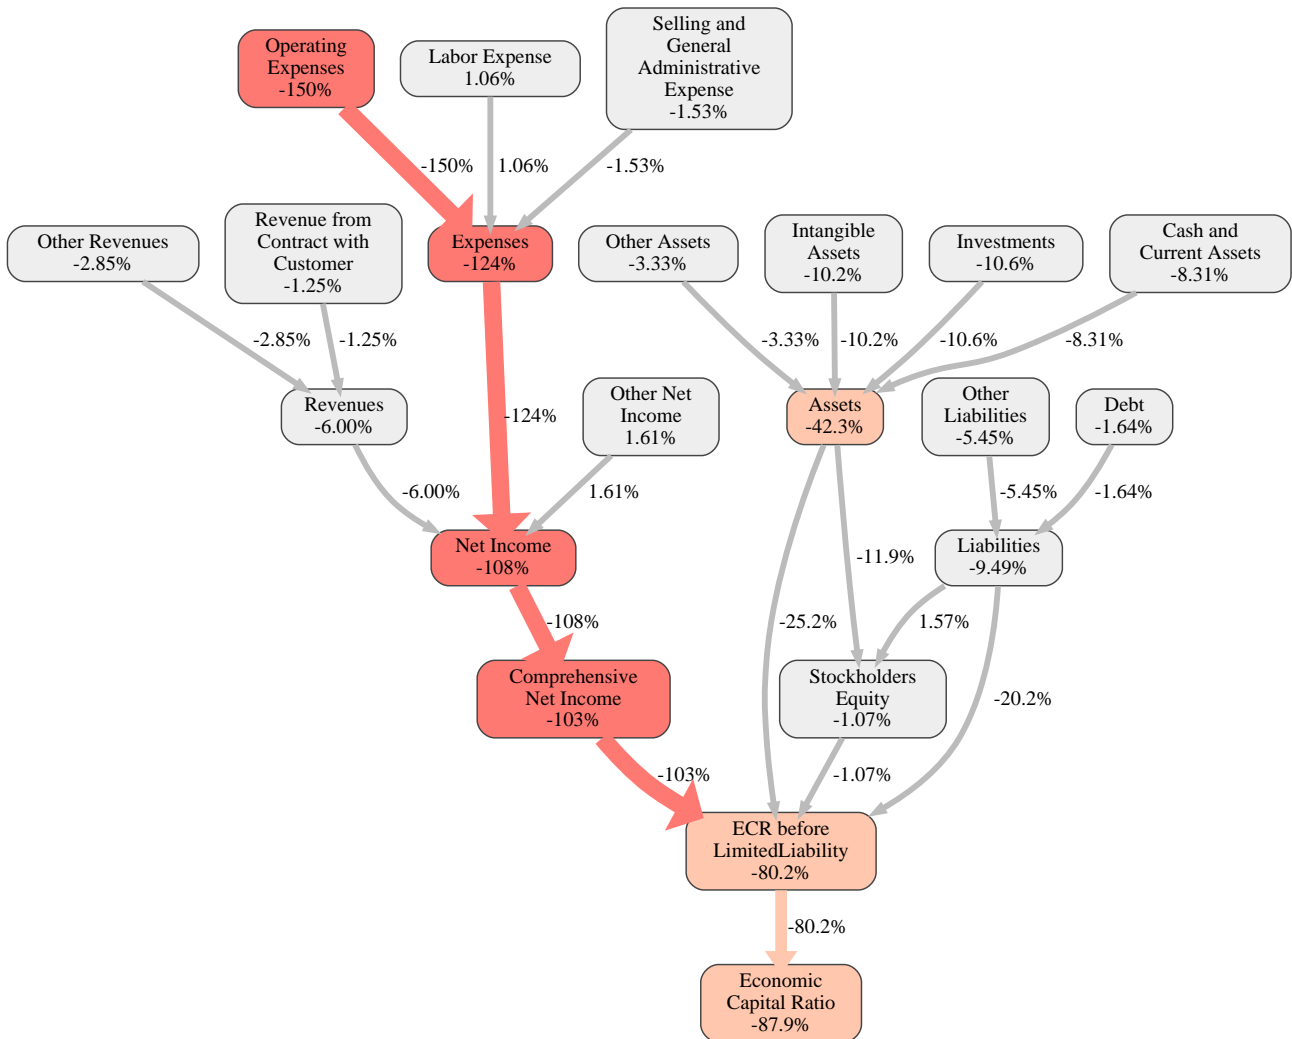 Operating
Expenses
-150%
Labor Expense
1.06%
Selling and
General
Administrative
Expense
-1.53%
-150%
1.06%
-1.53%
Other Revenues
-2.85%
Revenue from
Contract with
Customer
-1.25%
Expenses
-124%
Other Assets
-3.33%
Intangible
Assets
-10.2%
Investments
-10.6%
Cash and
Current Assets
-8.31%
-2.85%
-1.25%
-3.33%
-10.2%
-10.6%
-8.31%
Revenues
-6.00%
-124%
Other Net
Income
1.61%
Assets
-42.3%
Other
Liabilities
-5.45%
Debt
-1.64%
-6.00%
1.61%
-5.45%
-1.64%
Net Income
-108%
-11.9%
Liabilities
-9.49%
-108%
-25.2%
1.57%
Comprehensive
Net Income
-103%
Stockholders
Equity
-1.07%
-20.2%
-103%
-1.07%
ECR before
LimitedLiability
-80.2%
-80.2%
Economic
Capital Ratio
-87.9%